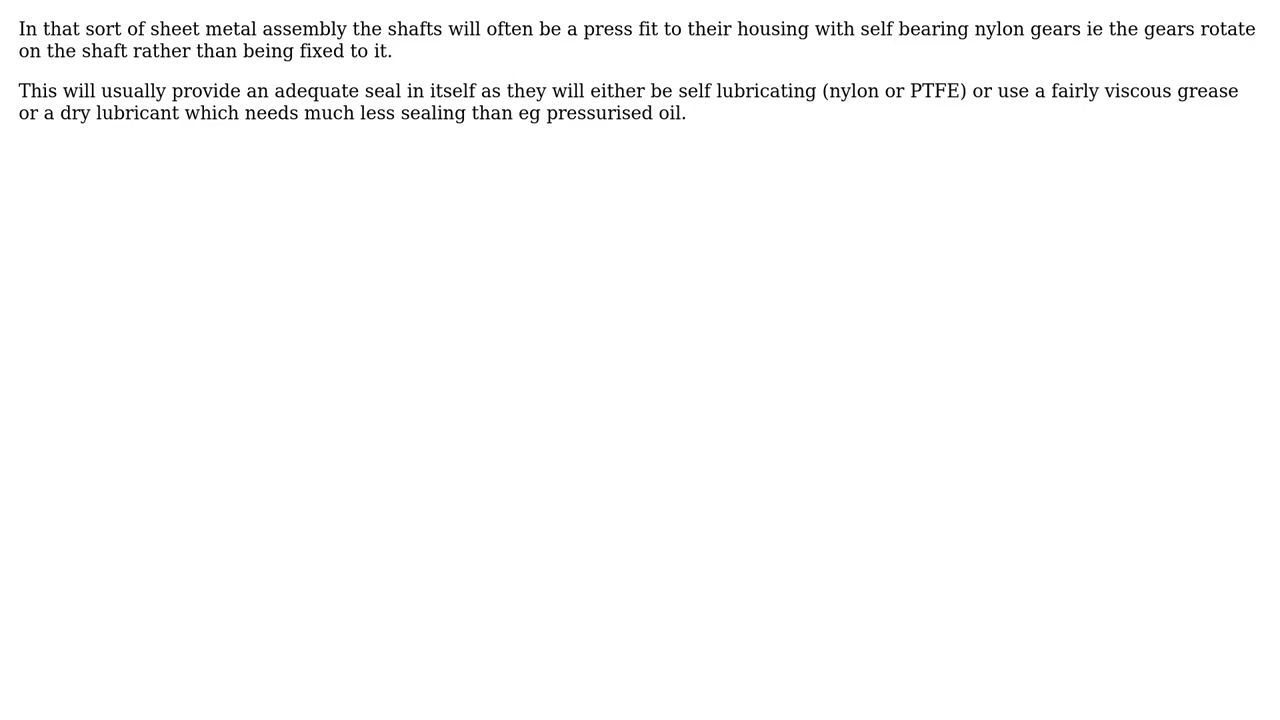 In that sort of sheet metal assembly the shafts will often be a press fit to their housing with self bearing nylon gears ie the gears rotate
on the shaft rather than being fixed to it.
This will usually provide an adequate seal in itself as they will either be self lubricating (nylon or PTFE) or use a fairly viscous grease
or a dry lubricant which needs much less sealing than eg pressurised oil.